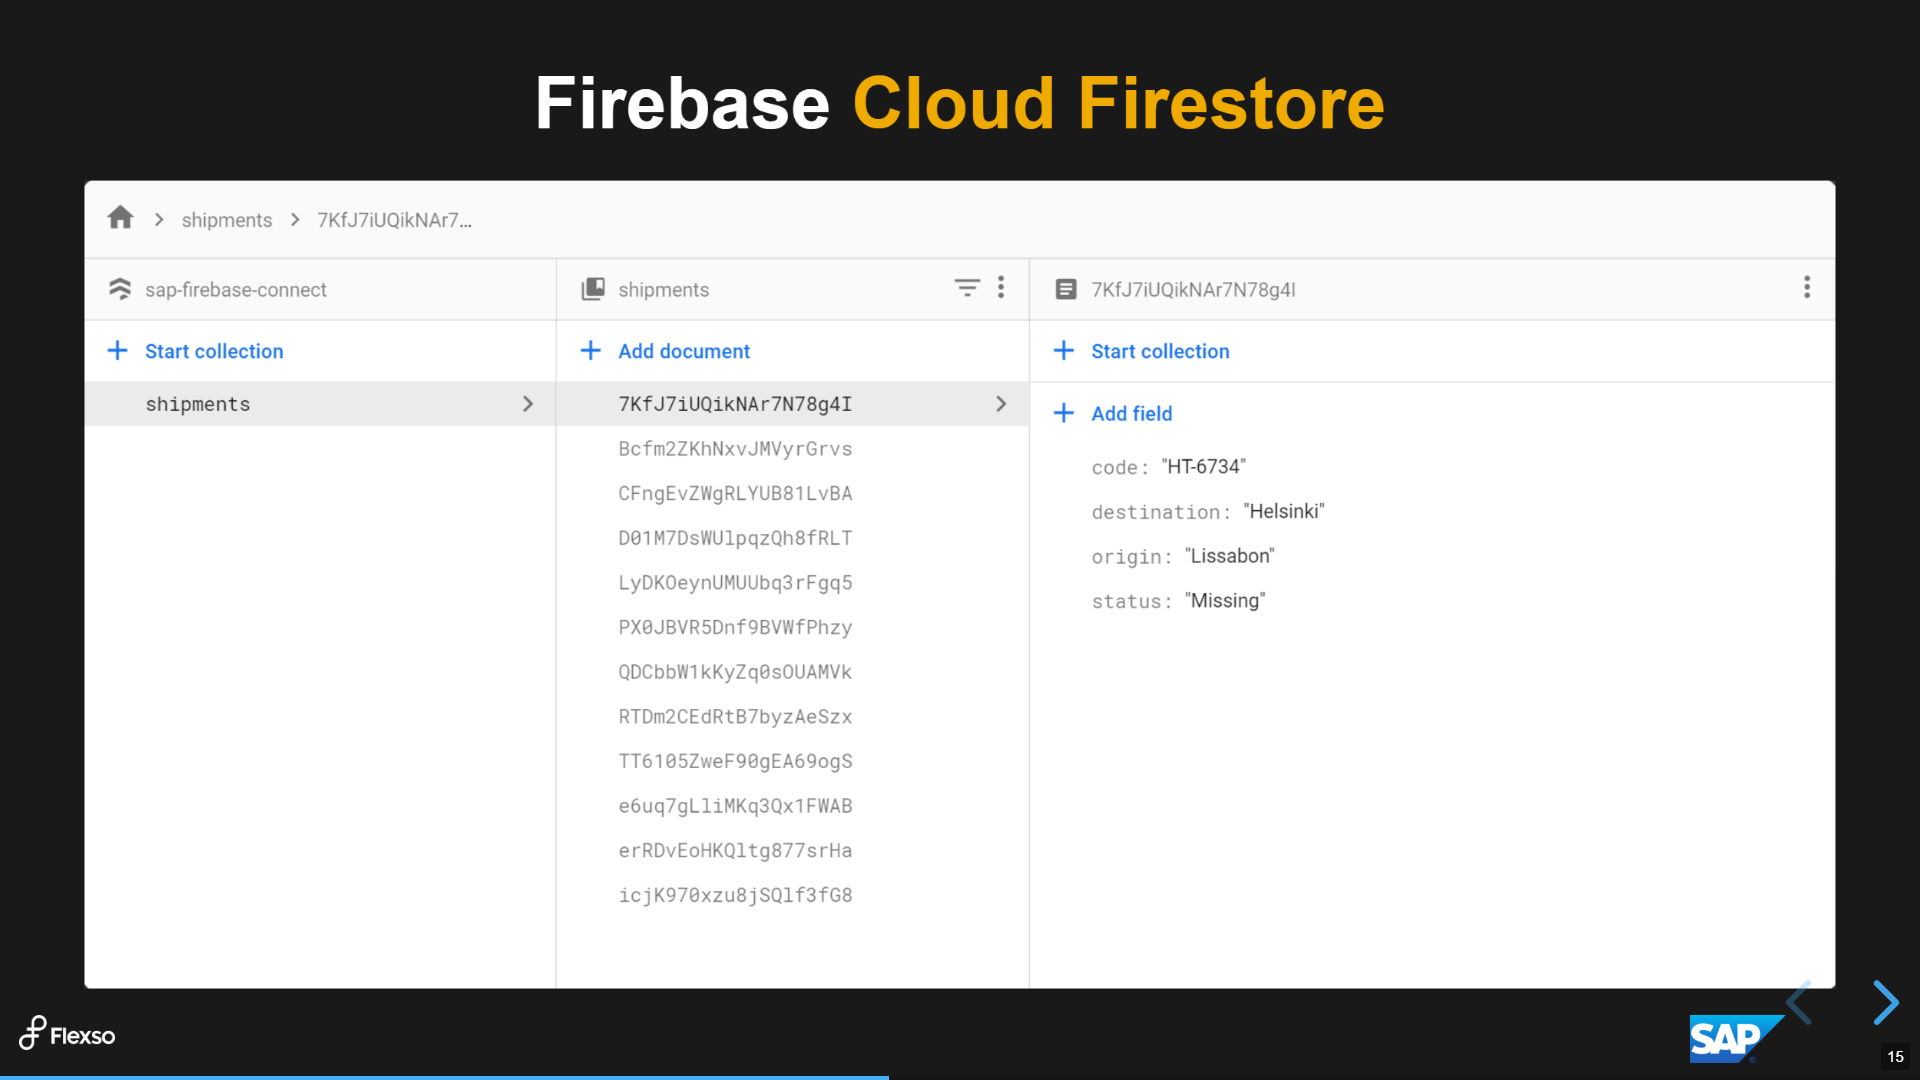 Firebase Cloud Firestore
shipments
7KfJ7iUQikNAr7…
sap-firebase-connect
shipments
7KfJ7iUQikNAr7N78g4I
Start collection
Add document
Start collection
shipments
7KfJ7iUQikNAr7N78g4I
Bcfm2ZKhNxvJMVyrGrvs
CFngEvZWgRLYUB81LvBA
D01M7DsWUlpqzQh8fRLT
LyDKOeynUMUUbq3rFgq5
PX0JBVR5Dnf9BVWfPhzy
QDCbbW1kKyZq0sOUAMVk
RTDm2CEdRtB7byzAeSzx
TT6105ZweF90gEA69ogS
e6uq7gLliMKq3Qx1FWAB
erRDvEoHKQltg877srHa
icjK970xzu8jSQlf3fG8
Add field
code: "HT-6734"
destination: "Helsinki"
origin: "Lissabon"
status: "Missing"
Flexso
SAP
15